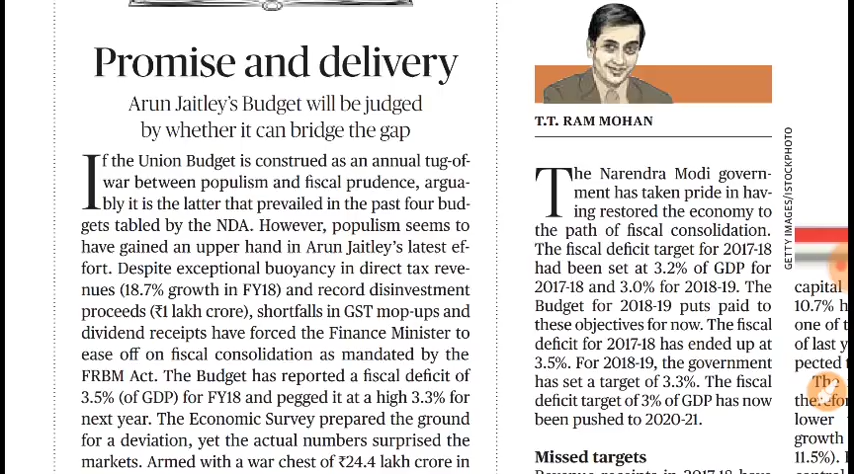 Promise and delivery
Arun Jaitley's Budget will be judged
by whether it can bridge the gap
If the Union Budget is construed as an annual tug-of-
war between populism and fiscal prudence, argua-
bly it is the latter that prevailed in the past four bud-
gets tabled by the NDA. However, populism seems to
have gained an upper hand in Arun Jaitley's latest ef-
fort. Despite exceptional buoyancy in direct tax reve-
nues (18.7% growth in FY18) and record disinvestment
proceeds (₹1 lakh crore), shortfalls in GST mop-ups and
dividend receipts have forced the Finance Minister to
ease off on fiscal consolidation as mandated by the
FRBM Act. The Budget has reported a fiscal deficit of
3.5% (of GDP) for FY18 and pegged it at a high 3.3% for
next year. The Economic Survey prepared the ground
for a deviation, yet the actual numbers surprised the
markets. Armed with a war chest of ₹24.4 lakh crore in
T.T. RAM MOHAN
The Narendra Modi govern-
ment has taken pride in hav-
ing restored the economy to
the path of fiscal consolidation.
The fiscal deficit target for 2017-18
had been set at 3.2% of GDP for
2017-18 and 3.0% for 2018-19. The
Budget for 2018-19 puts paid to
these objectives for now. The fiscal
deficit for 2017-18 has ended up at
3.5%. For 2018-19, the government
has set a target of 3.3%. The fiscal
deficit target of 3% of GDP has now
been pushed to 2020-21.
Missed targets
Revenue receipts in 2017-18 have
GETTY IMAGES/ISTOCKPHOTO
capital
10.7% h
one of t
of last y
pected t
The
lower
growth
11.5%).